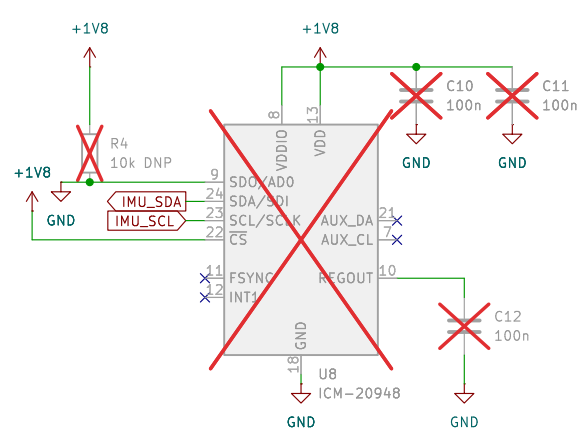 +1V8
+1V8
C10
100n
C11
100n
GND
GND
R4
10k DNP
+1V8
GND
8
VDDIO
13
VDD
9
SDO/AD0
IMU_SDA
24
SDA/SDI
IMU_SCL
23
SCL/SCLK
22
CS
11
FSYNC
12
INT1
AUX_DA
21
AUX_CL
7
REGOUT
10
C12
100n
GND
18
U8
ICM-20948
GND
GND